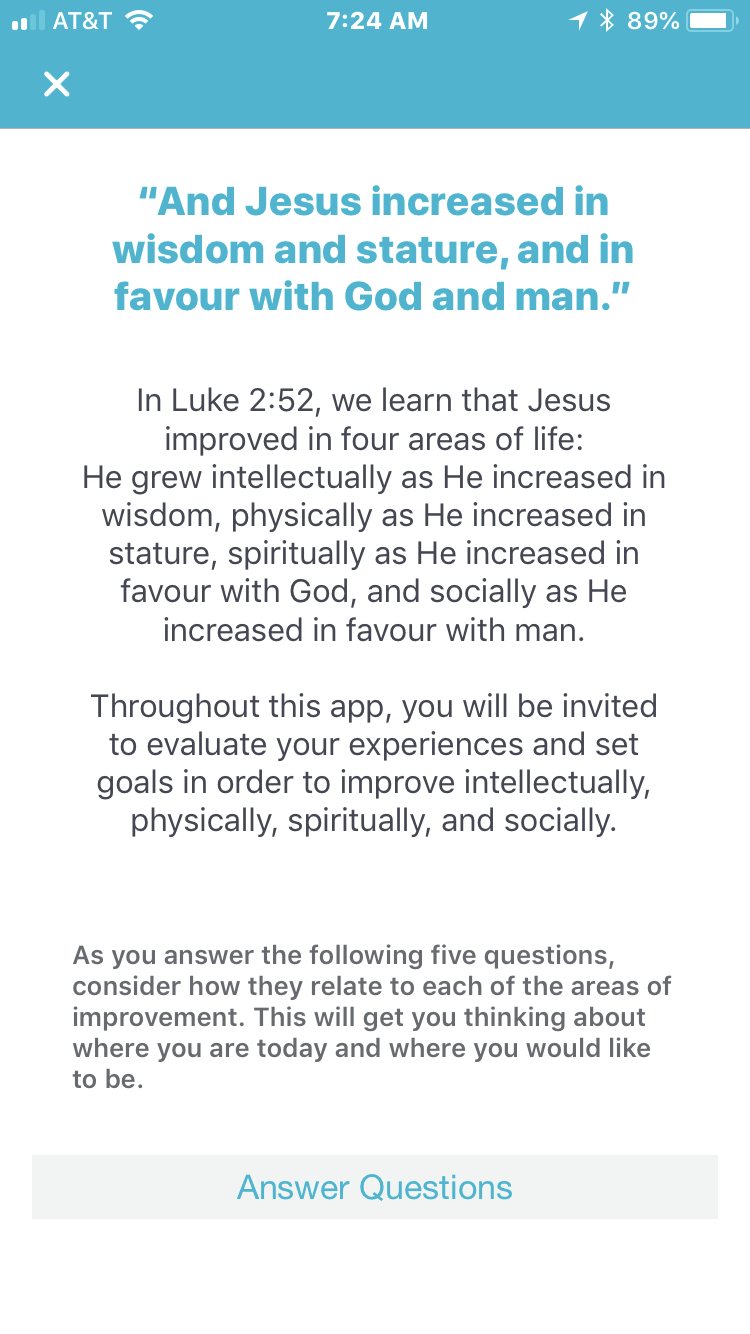 AT&T 7:24 AM 89%
“And Jesus increased in
wisdom and stature, and in
favour with God and man.”
In Luke 2:52, we learn that Jesus
improved in four areas of life:
He grew intellectually as He increased in
wisdom, physically as He increased in
stature, spiritually as He increased in
favour with God, and socially as He
increased in favour with man.
Throughout this app, you will be invited
to evaluate your experiences and set
goals in order to improve intellectually,
physically, spiritually, and socially.
As you answer the following five questions,
consider how they relate to each of the areas of
improvement. This will get you thinking about
where you are today and where you would like
to be.
Answer Questions